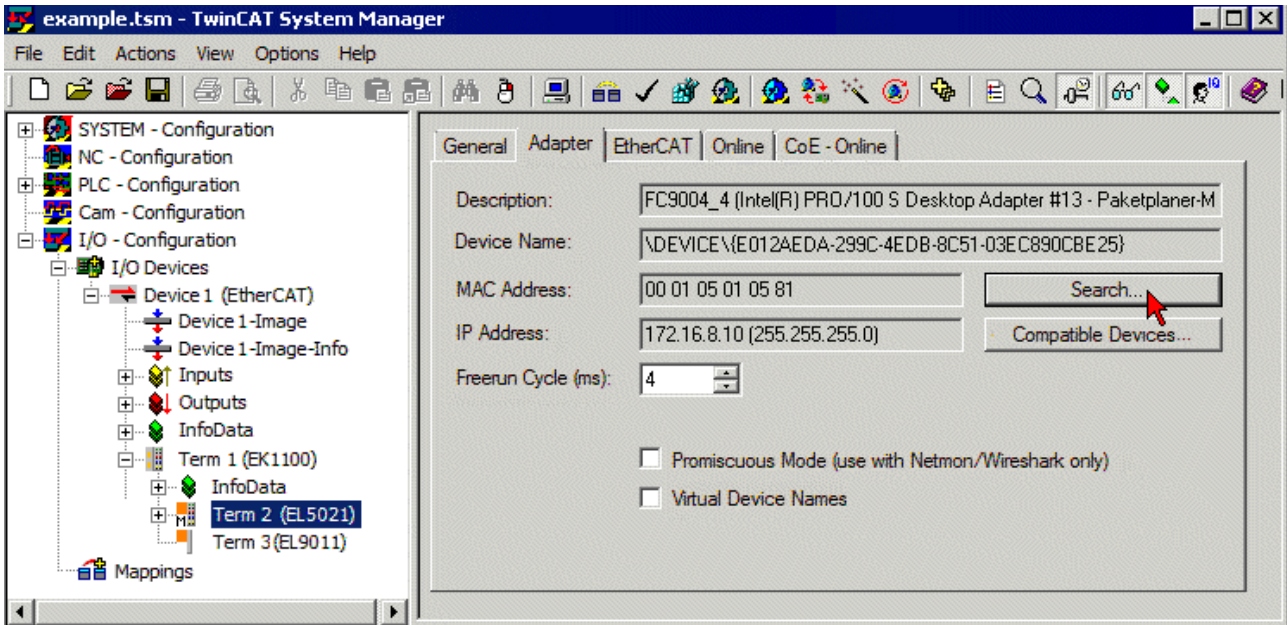 example.tsm - TwinCAT System Manager
File Edit Actions View Options Help
SYSTEM - Configuration
NC - Configuration
PLC - Configuration
Cam - Configuration
I/O - Configuration
I/O Devices
Device 1 (EtherCAT)
Device 1-Image
Device 1-Image-Info
Inputs
Outputs
InfoData
Term 1 (EK1100)
InfoData
Term 2 (EL5021)
Term 3(EL9011)
Mappings
General Adapter EtherCAT Online CoE - Online
Description: FC9004_4 (Intel(R) PRO/100 S Desktop Adapter #13 - Paketplaner-M
Device Name: \DEVICE\{E012AEDA-299C-4EDB-8C51-03EC890CBE25}
MAC Address: 00 01 05 01 05 81 Search...
IP Address: 172.16.8.10 (255.255.255.0) Compatible Devices...
Freerun Cycle (ms): 4
Promiscuous Mode (use with Netmon/Wireshark only)
Virtual Device Names